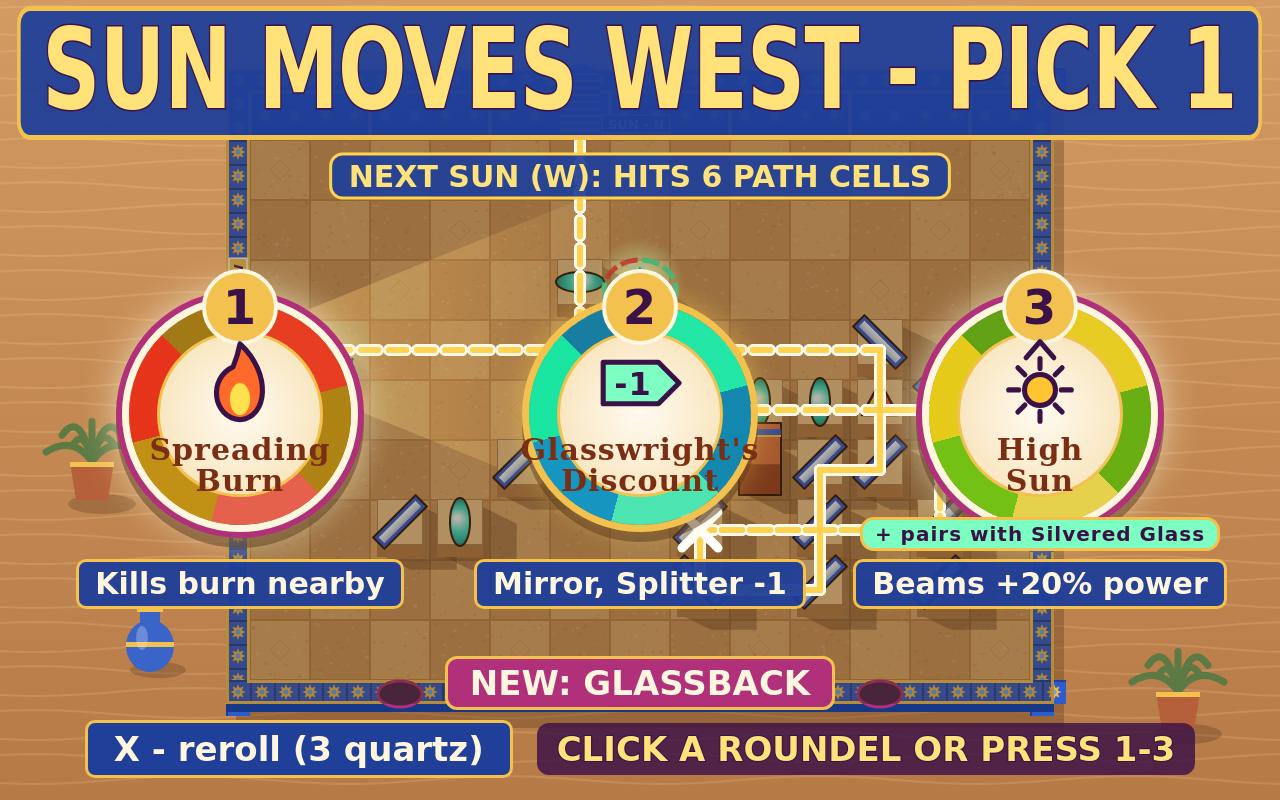 SUN MOVES WEST - PICK 1
SUN - N
NEXT SUN (W): HITS 6 PATH CELLS
1
2
3
-1
Spreading
Burn
Glasswright's
Discount
High
Sun
+ pairs with Silvered Glass
Kills burn nearby
Mirror, Splitter -1
Beams +20% power
NEW: GLASSBACK
X - reroll (3 quartz)
CLICK A ROUNDEL OR PRESS 1-3